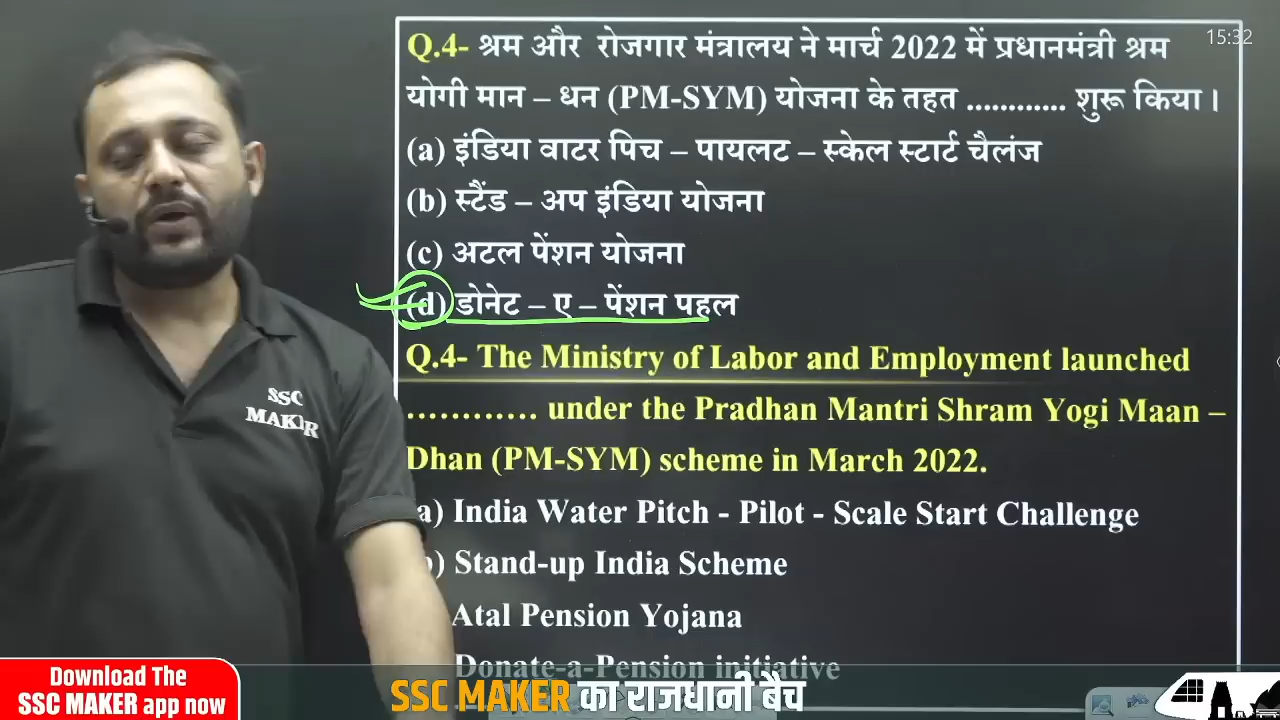 Q.4- श्रम और रोजगार मंत्रालय ने मार्च 2022 में प्रधानमंत्री श्रम
योगी मान – धन (PM-SYM) योजना के तहत ............ शुरू किया।
(a) इंडिया वाटर पिच – पायलट – स्केल स्टार्ट चैलंज
(b) स्टैंड – अप इंडिया योजना
(c) अटल पेंशन योजना
(d) डोनेट – ए – पेंशन पहल
Q.4- The Ministry of Labor and Employment launched
............ under the Pradhan Mantri Shram Yogi Maan –
Dhan (PM-SYM) scheme in March 2022.
a) India Water Pitch - Pilot - Scale Start Challenge
) Stand-up India Scheme
Atal Pension Yojana
Donate-a-Pension initiative
15:32
SSC
MAKER
Download The
SSC MAKER app now
SSC MAKER का राजधानी बैच